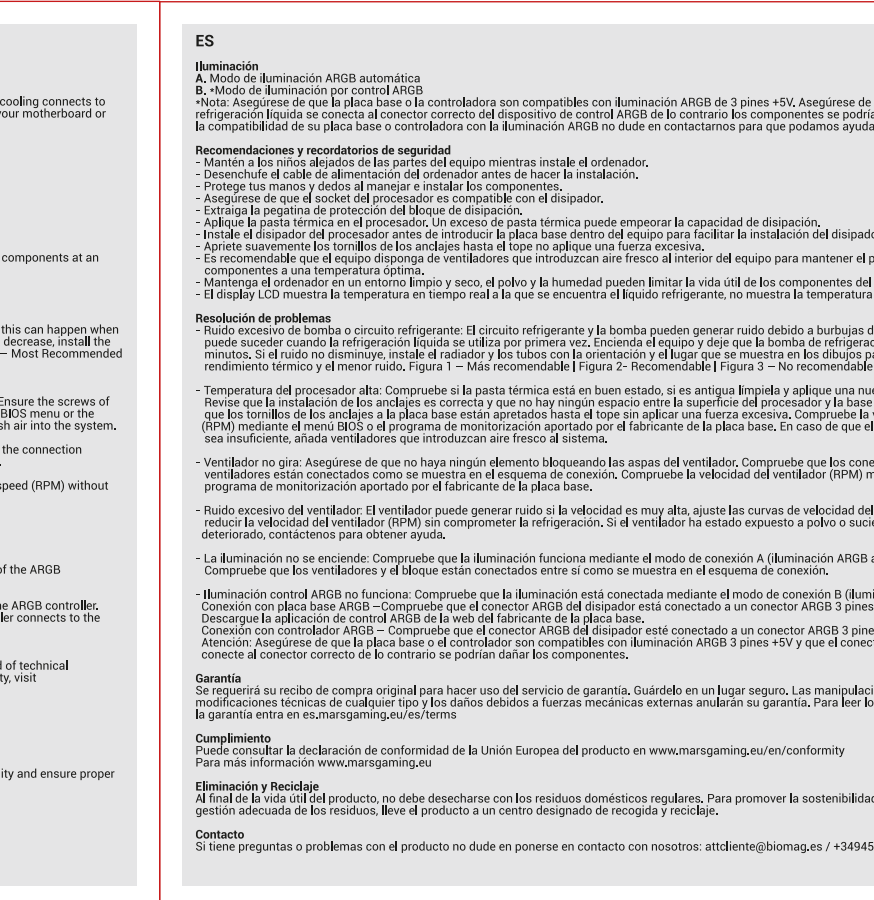 cooling connects to
your motherboard or
components at an
this can happen when
decrease, install the
– Most Recommended
Ensure the screws of
BIOS menu or the
sh air into the system.
the connection
speed (RPM) without
of the ARGB
ARGB controller.
ler connects to the
of technical
ty, visit
ity and ensure proper
ES
Iluminación
A. Modo de iluminación ARGB automática
B. *Modo de iluminación por control ARGB
*Nota: Asegúrese de que la placa base o la controladora son compatibles con iluminación ARGB de 3 pines +5V. Asegúrese de
refrigeración líquida se conecta al conector correcto del dispositivo de control ARGB de lo contrario los componentes se podría
la compatibilidad de su placa base o controladora con la iluminación ARGB no dude en contactarnos para que podamos ayuda
Recomendaciones y recordatorios de seguridad
- Mantén a los niños alejados de las partes del equipo mientras instale el ordenador.
- Desenchufe el cable de alimentación del ordenador antes de hacer la instalación.
- Protege tus manos y dedos al manejar e instalar los componentes.
- Asegúrese de que el socket del procesador es compatible con el disipador.
- Extraiga la pegatina de protección del bloque de disipación.
- Aplique la pasta térmica en el procesador. Un exceso de pasta térmica puede empeorar la capacidad de disipación.
- Instale el disipador del procesador antes de introducir la placa base dentro del equipo para facilitar la instalación del disipado
- Apriete suavemente los tornillos de los anclajes hasta el tope no aplique una fuerza excesiva.
- Es recomendable que el equipo disponga de ventiladores que introduzcan aire fresco al interior del equipo para mantener el p
componentes a una temperatura óptima.
- Mantenga el ordenador en un entorno limpio y seco, el polvo y la humedad pueden limitar la vida útil de los componentes del
- El display LCD muestra la temperatura en tiempo real a la que se encuentra el líquido refrigerante, no muestra la temperatura
Resolución de problemas
- Ruido excesivo de bomba o circuito refrigerante: El circuito refrigerante y la bomba pueden generar ruido debido a burbujas d
puede suceder cuando la refrigeración líquida se utiliza por primera vez. Encienda el equipo y deje que la bomba de refrigerac
minutos. Si el ruido no disminuye, instale el radiador y los tubos con la orientación y el lugar que se muestra en los dibujos pa
rendimiento térmico y el menor ruido. Figura 1 – Más recomendable | Figura 2- Recomendable | Figura 3 – No recomendable
- Temperatura del procesador alta: Compruebe si la pasta térmica está en buen estado, si es antigua límpiela y aplique una nue
Revise que la instalación de los anclajes es correcta y que no hay ningún espacio entre la superficie del procesador y la base
que los tornillos de los anclajes a la placa base están apretados hasta el tope sin aplicar una fuerza excesiva. Compruebe la v
(RPM) mediante el menú BIOS o el programa de monitorización aportado por el fabricante de la placa base. En caso de que el
sea insuficiente, añada ventiladores que introduzcan aire fresco al sistema.
- Ventilador no gira: Asegúrese de que no haya ningún elemento bloqueando las aspas del ventilador. Compruebe que los cone
ventiladores están conectados como se muestra en el esquema de conexión. Compruebe la velocidad del ventilador (RPM) m
programa de monitorización aportado por el fabricante de la placa base.
- Ruido excesivo del ventilador: El ventilador puede generar ruido si la velocidad es muy alta, ajuste las curvas de velocidad del
reducir la velocidad del ventilador (RPM) sin comprometer la refrigeración. Si el ventilador ha estado expuesto a polvo o sucie
deteriorado, contáctenos para obtener ayuda.
- La iluminación no se enciende: Compruebe que la iluminación funciona mediante el modo de conexión A (iluminación ARGB a
Compruebe que los ventiladores y el bloque están conectados entre sí como se muestra en el esquema de conexión.
- Iluminación control ARGB no funciona: Compruebe que la iluminación está conectada mediante el modo de conexión B (ilumi
Conexión con placa base ARGB –Compruebe que el conector ARGB del disipador está conectado a un conector ARGB 3 pines
Descargue la aplicación de control ARGB de la web del fabricante de la placa base.
Conexión con controlador ARGB – Compruebe que el conector ARGB del disipador esté conectado a un conector ARGB 3 pine
Atención: Asegúrese de que la placa base o el controlador son compatibles con iluminación ARGB 3 pines +5V y que el conect
conecte al conector correcto de lo contrario se podrían dañar los componentes.
Garantía
Se requerirá su recibo de compra original para hacer uso del servicio de garantía. Guárdelo en un lugar seguro. Las manipulaci
modificaciones técnicas de cualquier tipo y los daños debidos a fuerzas mecánicas externas anularán su garantía. Para leer lo
la garantía entra en es.marsgaming.eu/es/terms
Cumplimiento
Puede consultar la declaración de conformidad de la Unión Europea del producto en www.marsgaming.eu/en/conformity
Para más información www.marsgaming.eu
Eliminación y Reciclaje
Al final de la vida útil del producto, no debe desecharse con los residuos domésticos regulares. Para promover la sostenibilidad
gestión adecuada de los residuos, lleve el producto a un centro designado de recogida y reciclaje.
Contacto
Si tiene preguntas o problemas con el producto no dude en ponerse en contacto con nosotros: attcliente@biomag.es / +34945